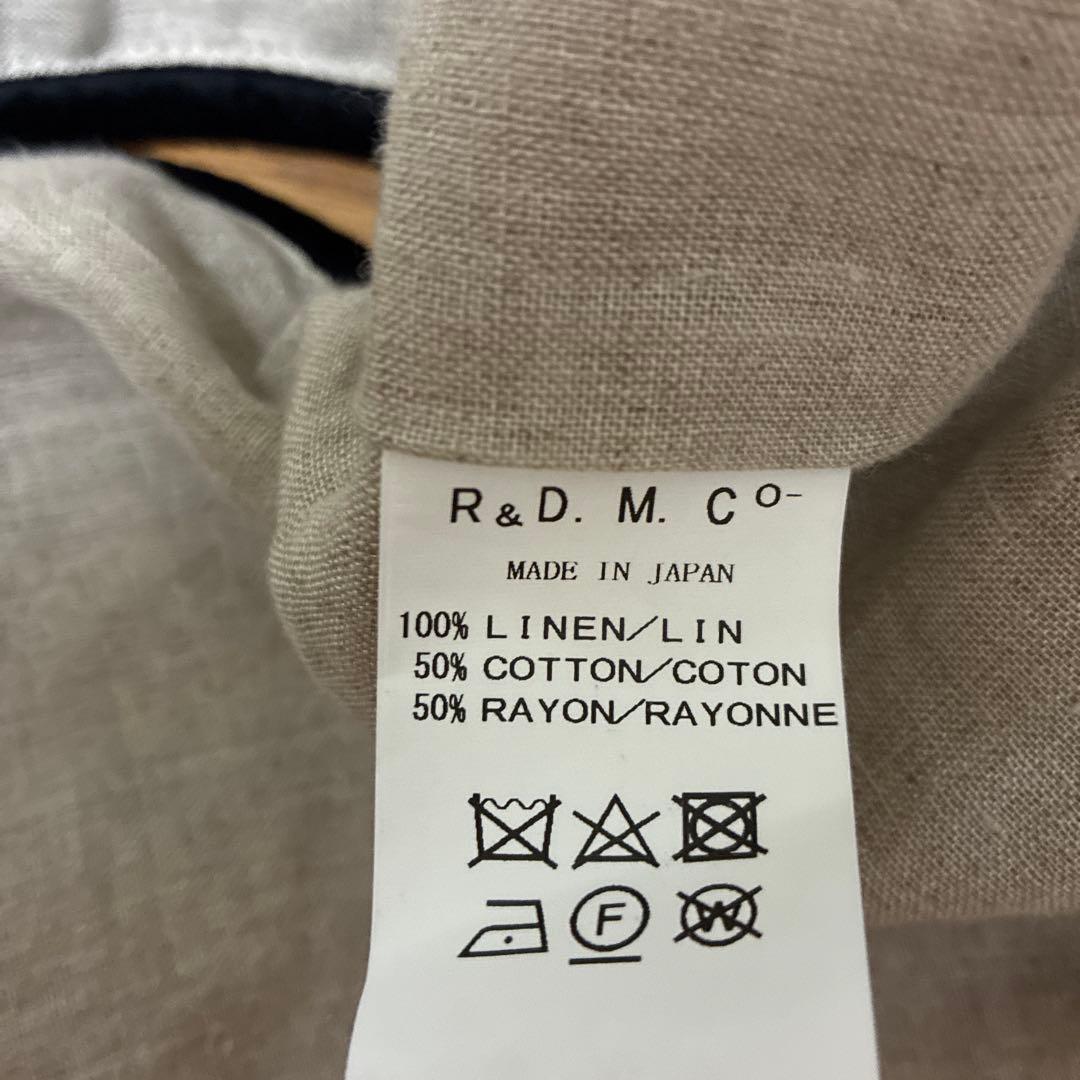 R & D. M. Co-
MADE IN JAPAN
100% LINEN/LIN
50% COTTON/COTON
50% RAYON/RAYONNE
F
W